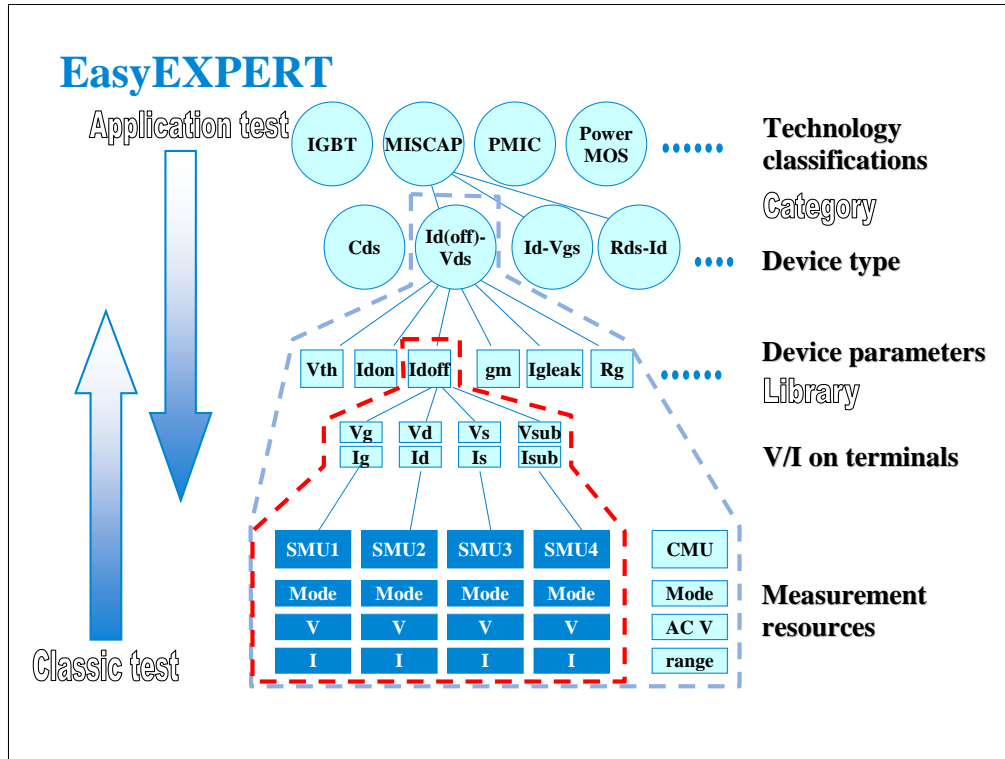 EasyEXPERT
Application test
IGBT
MISCAP
PMIC
Power
MOS
Technology
classifications
Category
Cds
Id(off)-
Vds
Id-Vgs
Rds-Id
Device type
Vth
Idon
Idoff
gm
Igleak
Rg
Device parameters
Library
Vg
Vd
Vs
Vsub
Ig
Id
Is
Isub
V/I on terminals
SMU1
SMU2
SMU3
SMU4
CMU
Mode
Mode
Mode
Mode
Mode
Measurement
resources
V
V
V
V
AC V
I
I
I
I
range
Classic test